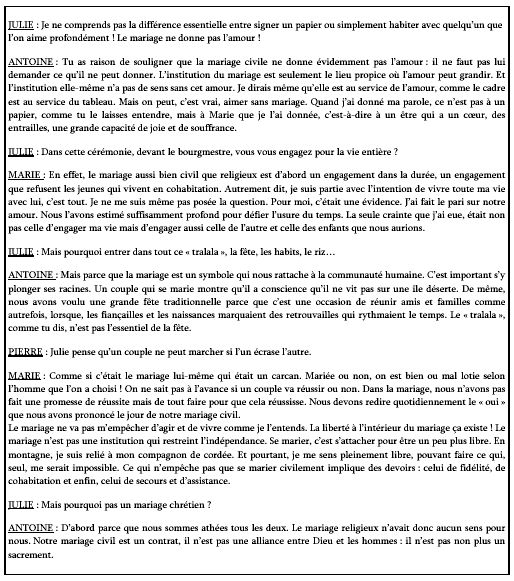 JULIE : Je ne comprends pas la différence essentielle entre signer un papier ou simplement habiter avec quelqu'un que
l'on aime profondément ! Le mariage ne donne pas l'amour !
ANTOINE : Tu as raison de souligner que la mariage civile ne donne évidemment pas l'amour : il ne faut pas lui
demander ce qu'il ne peut donner. L'institution du mariage est seulement le lieu propice où l'amour peut grandir. Et
l'institution elle-même n'a pas de sens sans cet amour. Je dirais même qu'elle est au service de l'amour, comme le cadre
est au service du tableau. Mais on peut, c'est vrai, aimer sans mariage. Quand j'ai donné ma parole, ce n'est pas à un
papier, comme tu le laisses entendre, mais à Marie que je l'ai donnée, c'est-à-dire à un être qui a un cœur, des
entrailles, une grande capacité de joie et de souffrance.
JULIE : Dans cette cérémonie, devant le bourgmestre, vous vous engagez pour la vie entière ?
MARIE : En effet, le mariage aussi bien civil que religieux est d'abord un engagement dans la durée, un engagement
que refusent les jeunes qui vivent en cohabitation. Autrement dit, je suis partie avec l'intention de vivre toute ma vie
avec lui, c'est tout. Je ne me suis même pas posée la question. Pour moi, c'était une évidence. J'ai fait le pari sur notre
amour. Nous l'avons estimé suffisamment profond pour défier l'usure du temps. La seule crainte que j'ai eue, était non
pas celle d'engager ma vie mais d'engager aussi celle de l'autre et celle des enfants que nous aurions.
JULIE : Mais pourquoi entrer dans tout ce « tralala », la fête, les habits, le riz…
ANTOINE : Mais parce que la mariage est un symbole qui nous rattache à la communauté humaine. C'est important s'y
plonger ses racines. Un couple qui se marie montre qu'il a conscience qu'il ne vit pas sur une île déserte. De même,
nous avons voulu une grande fête traditionnelle parce que c'est une occasion de réunir amis et familles comme
autrefois, lorsque, les fiançailles et les naissances marquaient des retrouvailles qui rythmaient le temps. Le « tralala »,
comme tu dis, n'est pas l'essentiel de la fête.
PIERRE : Julie pense qu'un couple ne peut marcher si l'un écrase l'autre.
MARIE : Comme si c'était le mariage lui-même qui était un carcan. Mariée ou non, on est bien ou mal lotie selon
l'homme que l'on a choisi ! On ne sait pas à l'avance si un couple va réussir ou non. Dans la mariage, nous n'avons pas
fait une promesse de réussite mais de tout faire pour que cela réussisse. Nous devons redire quotidiennement le « oui »
que nous avons prononcé le jour de notre mariage civil.
Le mariage ne va pas m'empêcher d'agir et de vivre comme je l'entends. La liberté à l'intérieur du mariage ça existe ! Le
mariage n'est pas une institution qui restreint l'indépendance. Se marier, c'est s'attacher pour être un peu plus libre. En
montagne, je suis relié à mon compagnon de cordée. Et pourtant, je me sens pleinement libre, pouvant faire ce qui,
seul, me serait impossible. Ce qui n'empêche pas que se marier civilement implique des devoirs : celui de fidélité, de
cohabitation et enfin, celui de secours et d'assistance.
JULIE : Mais pourquoi pas un mariage chrétien ?
ANTOINE : D'abord parce que nous sommes athées tous les deux. Le mariage religieux n'avait donc aucun sens pour
nous. Notre mariage civil est un contrat, il n'est pas une alliance entre Dieu et les hommes : il n'est pas non plus un
sacrement.